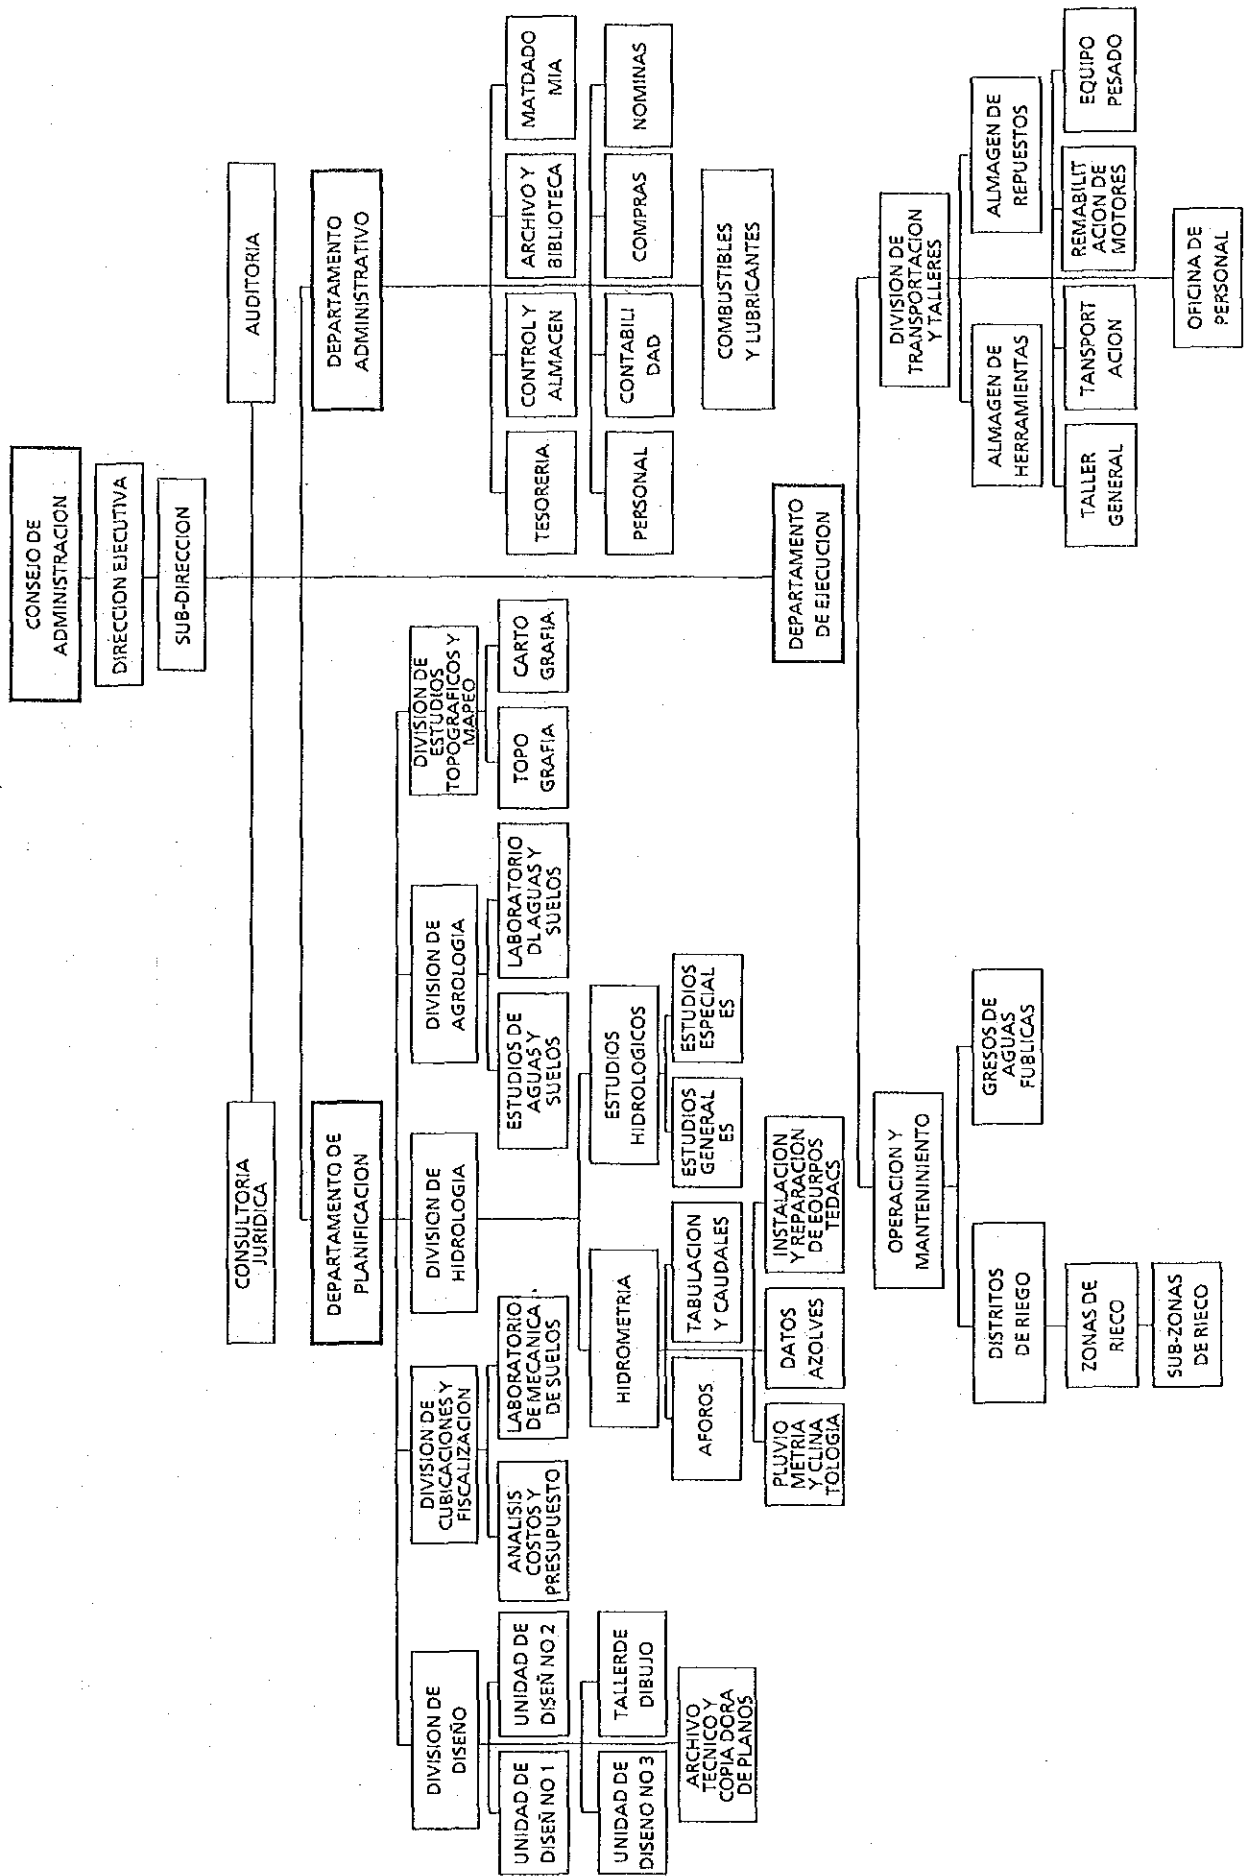 CONSEJO DE
ADMINISTRACION
DIRECCION EJECUTIVA
SUB-DIRECCION
CONSULTORIA
JURIDICA
AUDITORIA
DEPARTAMENTO DE
PLANIFICACION
DEPARTAMENTO
ADMINISTRATIVO
DIVISION DE
DISEÑO
DIVISION DE
CUBICACIONES Y
FISCALIZACION
DIVISION DE
HIDROLOGIA
DIVISION DE
AGROLOGIA
DIVISION DE
ESTUDIOS
TOPOGRAFICOS Y
MAPEO
UNIDAD DE
DISEÑ NO 1
UNIDAD DE
DISEÑ NO 2
ANALISIS
COSTOS Y
PRESUPUESTO
LABORATORIO
DE MECANICA
DE SUELOS
ESTUDIOS DE
AGUAS Y
SUELOS
LABORATORIO
DLAGUAS Y
SUELOS
TOPO
GRAFIA
CARTO
GRAFIA
TESORERIA
CONTROL Y
ALMACEN
ARCHIVO Y
BIBLIOTECA
MATDADO
MIA
UNIDAD DE
DISENO NO 3
TALLERDE
DIBUJO
HIDROMETRIA
ESTUDIOS
HIDROLOGICOS
PERSONAL
CONTABILI
DAD
COMPRAS
NOMINAS
ARCHIVO
TECNICO Y
COPIA DORA
DE PLANOS
AFOROS
TABULACION
Y CAUDALES
ESTUDIOS
GENERAL
ES
ESTUDIOS
ESPECIAL
ES
COMBUSTIBLES
Y LUBRICANTES
PLUVIO
METRIA
Y CLINA
TOLOGIA
DATOS
AZOLVES
INSTALACION
Y REPARACION
DE EOURPOS
TEDACS
DEPARTAMENTO
DE EJECUCION
OPERACION Y
MANTENINIENTO
DIVISION DE
TRANSPORTACION
Y TALLERES
DISTRITOS
DE RIEGO
GRESOS DE
AGUAS
FUBLICAS
ALMAGEN DE
HERRAMIENTAS
ALMAGEN DE
REPUESTOS
ZONAS DE
RIECO
TALLER
GENERAL
TANSPORT
ACION
REMABILIT
ACION DE
MOTORES
EQUIPO
PESADO
SUB-ZONAS
DE RIECO
OFICINA DE
PERSONAL